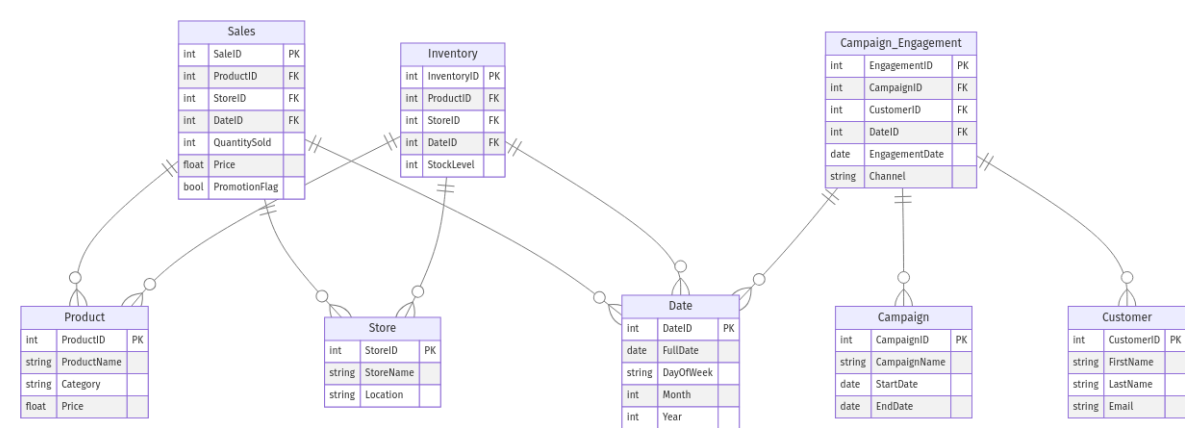 Sales
int SaleID PK
int ProductID FK
int StoreID FK
int DateID FK
int QuantitySold
float Price
bool PromotionFlag
Inventory
int InventoryID PK
int ProductID FK
int StoreID FK
int DateID FK
int StockLevel
Campaign_Engagement
int EngagementID PK
int CampaignID FK
int CustomerID FK
int DateID FK
date EngagementDate
string Channel
Product
int ProductID PK
string ProductName
string Category
float Price
Store
int StoreID PK
string StoreName
string Location
Date
int DateID PK
date FullDate
string DayOfWeek
int Month
int Year
Campaign
int CampaignID PK
string CampaignName
date StartDate
date EndDate
Customer
int CustomerID PK
string FirstName
string LastName
string Email